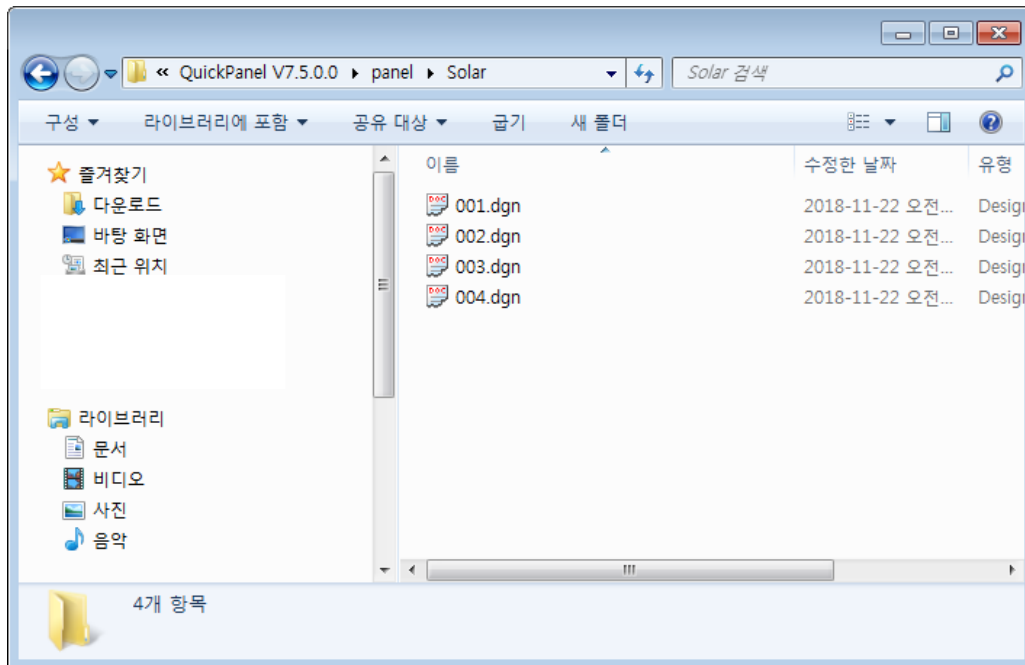 « QuickPanel V7.5.0.0 ▸ panel ▸ Solar
Solar 검색
구성 라이브러리에 포함 공유 대상 굽기 새 폴더
즐겨찾기
다운로드
바탕 화면
최근 위치
라이브러리
문서
비디오
사진
음악
이름 수정한 날짜 유형
001.dgn 2018-11-22 오전... Design
002.dgn 2018-11-22 오전... Design
003.dgn 2018-11-22 오전... Design
004.dgn 2018-11-22 오전... Design
4개 항목